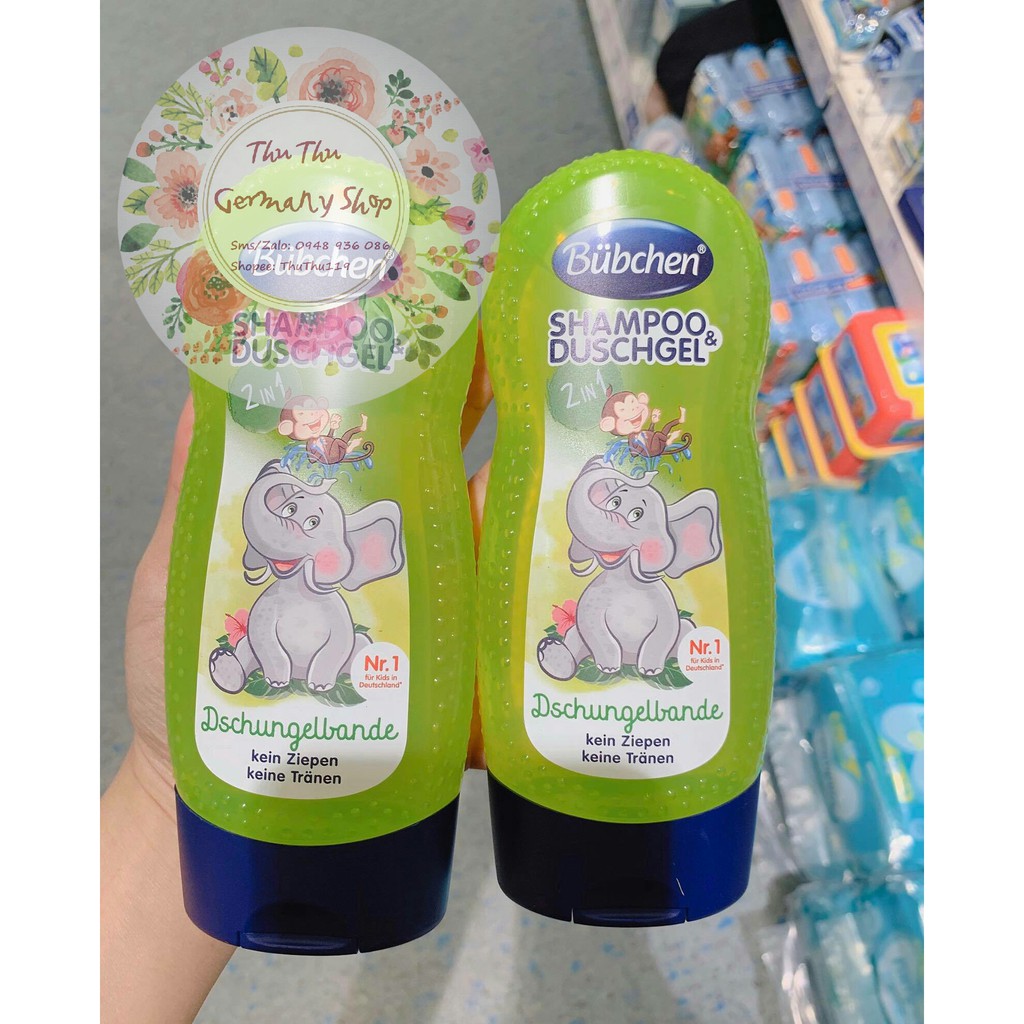 Thu Thu
Germany Shop
Sms/Zalo: 0948 936 086
Shopee: ThuThu119
Bübchen
SHAMPOO &
DUSCHGEL
2 IN 1
Nr. 1
für Kids in
Deutschland*
Dschungelbande
kein Ziepen
keine Tränen
Bübchen®
SHAMPOO &
DUSCHGEL
2 IN 1
Nr. 1
für Kids in
Deutschland*
Dschungelbande
kein Ziepen
keine Tränen